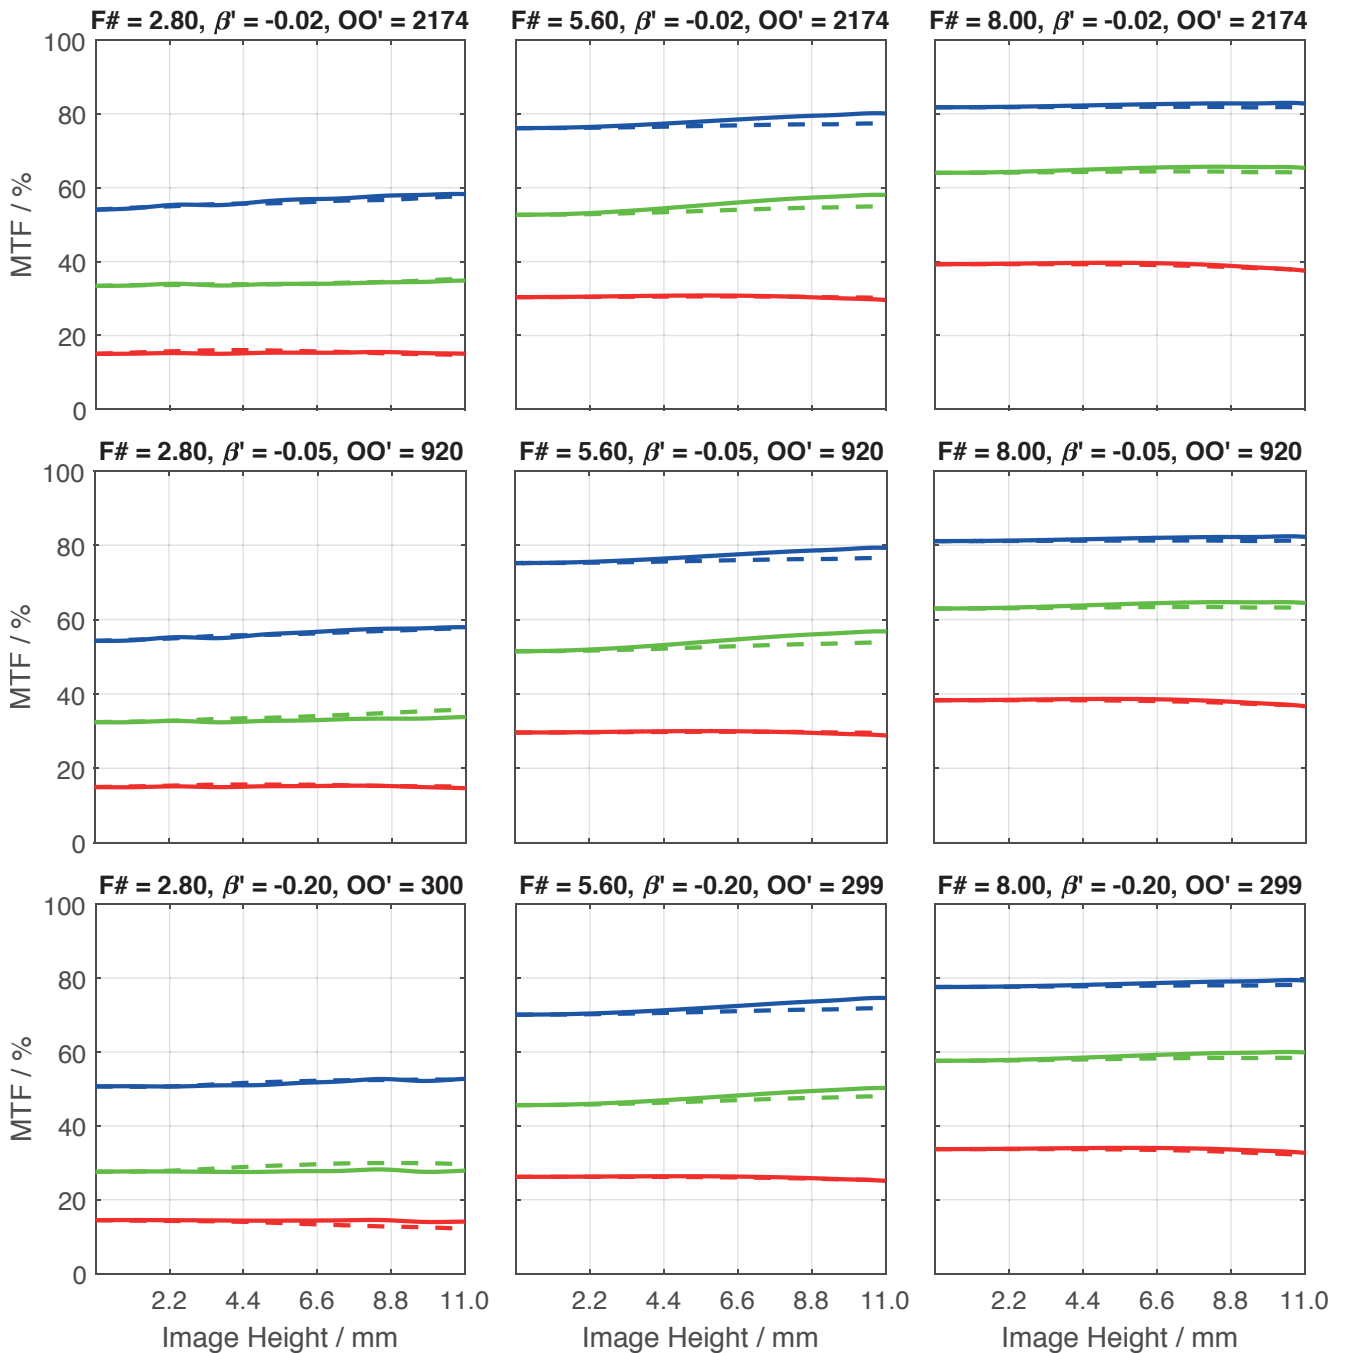 F# = 2.80, β' = -0.02, OO' = 2174
F# = 5.60, β' = -0.02, OO' = 2174
F# = 8.00, β' = -0.02, OO' = 2174
100
80
60
40
20
0
MTF / %
F# = 2.80, β' = -0.05, OO' = 920
F# = 5.60, β' = -0.05, OO' = 920
F# = 8.00, β' = -0.05, OO' = 920
100
80
60
40
20
0
MTF / %
F# = 2.80, β' = -0.20, OO' = 300
F# = 5.60, β' = -0.20, OO' = 299
F# = 8.00, β' = -0.20, OO' = 299
100
80
60
40
20
0
MTF / %
2.2 4.4 6.6 8.8 11.0
2.2 4.4 6.6 8.8 11.0
2.2 4.4 6.6 8.8 11.0
Image Height / mm
Image Height / mm
Image Height / mm